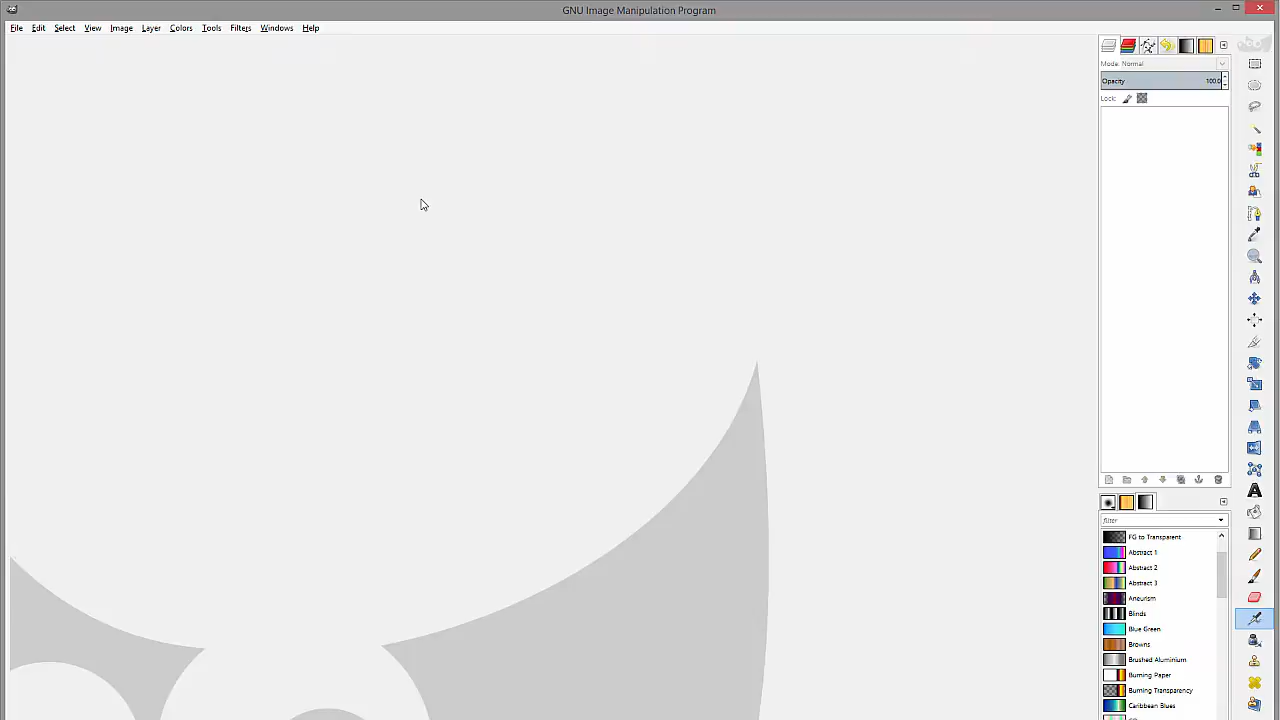 GNU Image Manipulation Program
File Edit Select View Image Layer Colors Tools Filters Windows Help
Mode: Normal
Opacity 100.0
Lock:
filter
FG to Transparent
Abstract 1
Abstract 2
Abstract 3
Aneurism
Blinds
Blue Green
Browns
Brushed Aluminium
Burning Paper
Burning Transparency
Caribbean Blues